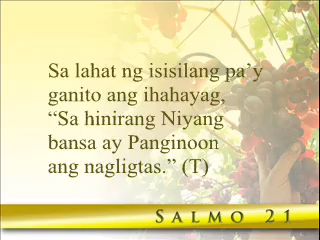 Sa lahat ng isisilang pa’y
ganito ang ihahayag,
“Sa hinirang Niyang
bansa ay Panginoon
ang nagligtas.” (T)
SALMO 21